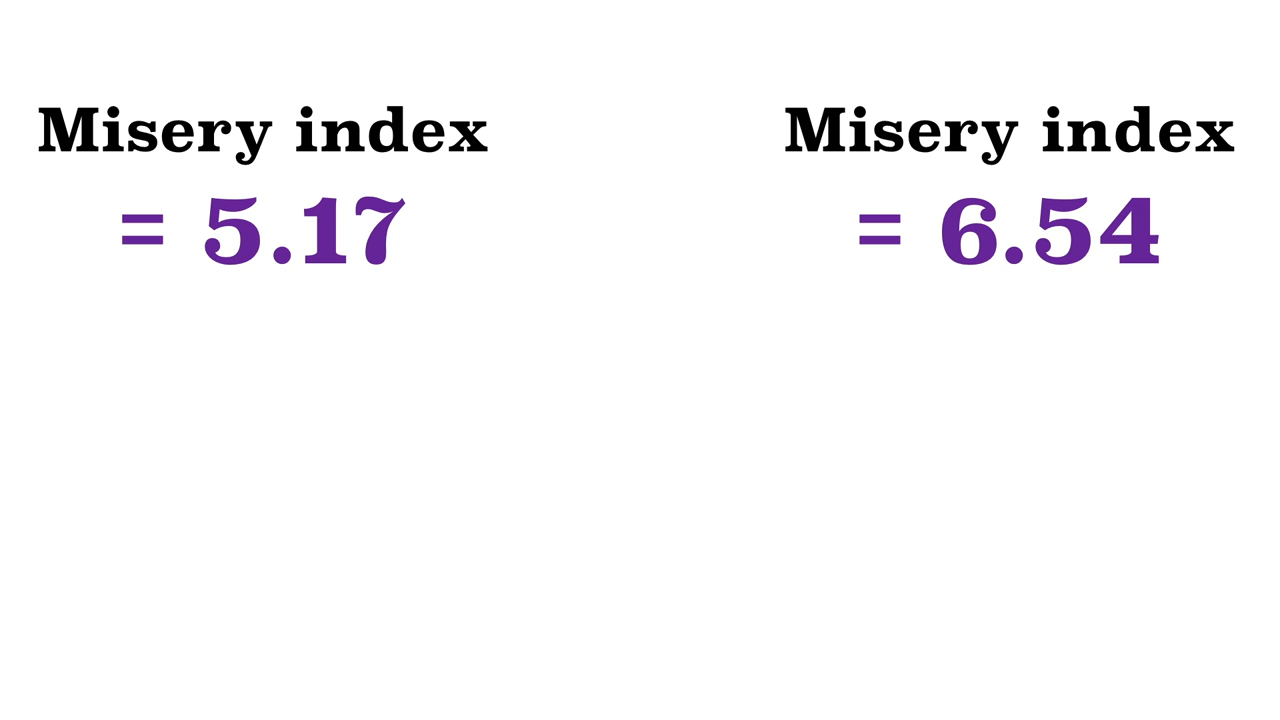 Misery index
= 5.17
Misery index
= 6.54